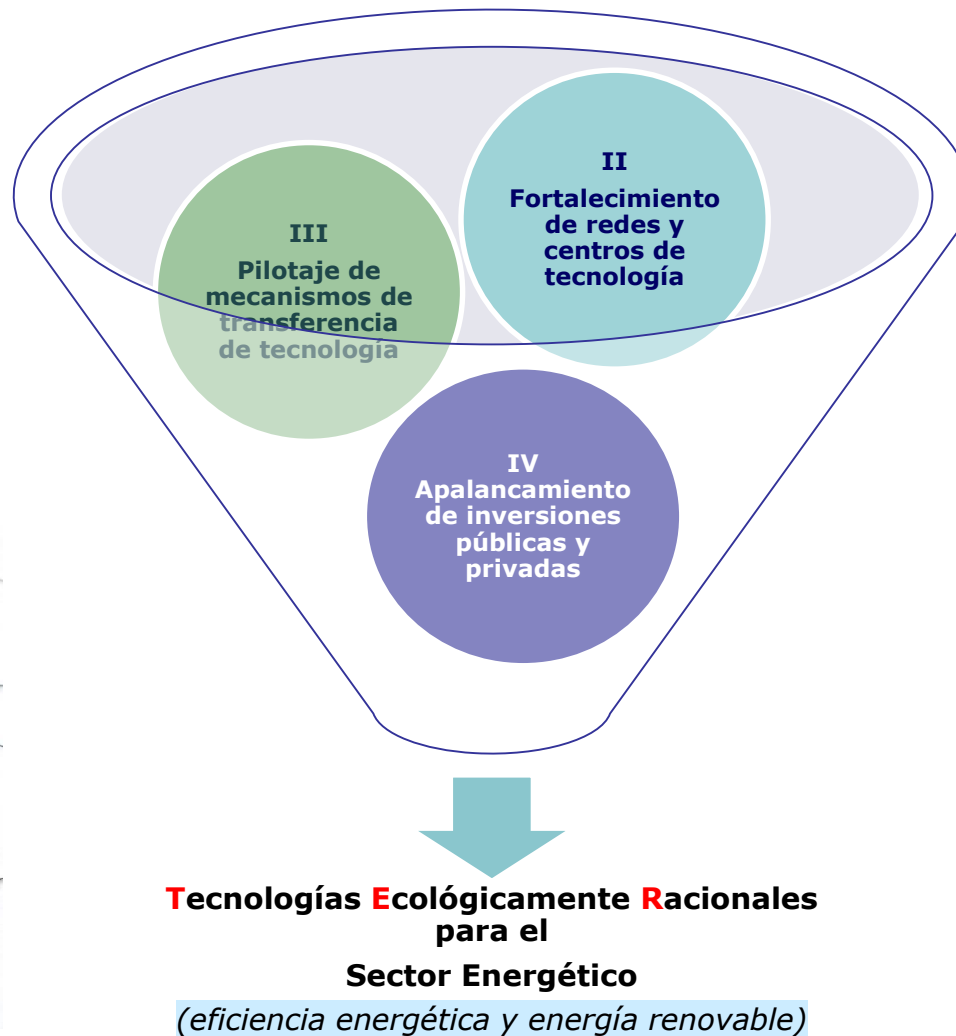 II
Fortalecimiento
de redes y
centros de
tecnología
III
Pilotaje de
mecanismos de
transferencia
de tecnología
IV
Apalancamiento
de inversiones
públicas y
privadas
Tecnologías Ecológicamente Racionales
para el
Sector Energético
(eficiencia energética y energía renovable)